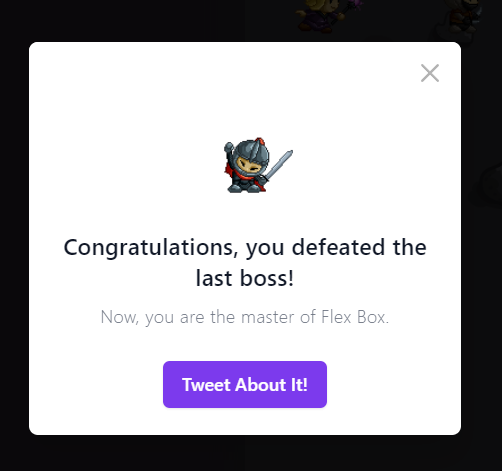 Congratulations, you defeated the
last boss!
Now, you are the master of Flex Box.
Tweet About It!